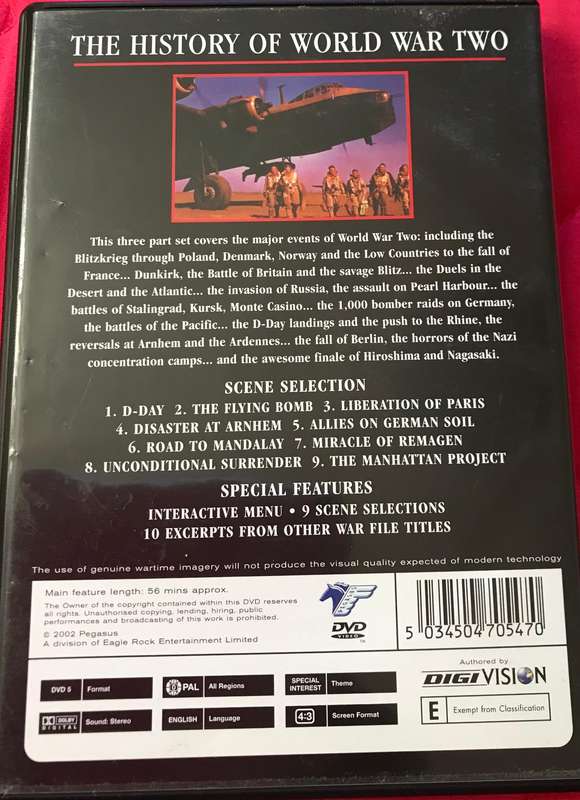 THE HISTORY OF WORLD WAR TWO
This three part set covers the major events of World War Two: including the
Blitzkrieg through Poland, Denmark, Norway and the Low Countries to the fall of
France... Dunkirk, the Battle of Britain and the savage Blitz... the Duels in the
Desert and the Atlantic... the invasion of Russia, the assault on Pearl Harbour... the
battles of Stalingrad, Kursk, Monte Casino... the 1,000 bomber raids on Germany,
the battles of the Pacific... the D-Day landings and the push to the Rhine, the
reversals at Arnhem and the Ardennes... the fall of Berlin, the horrors of the Nazi
concentration camps... and the awesome finale of Hiroshima and Nagasaki.
SCENE SELECTION
1. D-DAY 2. THE FLYING BOMB 3. LIBERATION OF PARIS
4. DISASTER AT ARNHEM 5. ALLIES ON GERMAN SOIL
6. ROAD TO MANDALAY 7. MIRACLE OF REMAGEN
8. UNCONDITIONAL SURRENDER 9. THE MANHATTAN PROJECT
SPECIAL FEATURES
INTERACTIVE MENU • 9 SCENE SELECTIONS
10 EXCERPTS FROM OTHER WAR FILE TITLES
The use of genuine wartime imagery will not produce the visual quality expected of modern technology
Main feature length: 56 mins approx.
The Owner of the copyright contained within this DVD reserves
all rights. Unauthorised copying, lending, hiring, public
performances and broadcasting of this work is prohibited.
© 2002 Pegasus
A division of Eagle Rock Entertainment Limited
DVD
VIDEO
TM
5 034504 705470
DVD 5 Format
PAL All Regions
SPECIAL INTEREST Theme
DOLBY DIGITAL Sound: Stereo
ENGLISH Language
4:3 Screen Format
Authored by
DIGIVISION
E Exempt from Classification